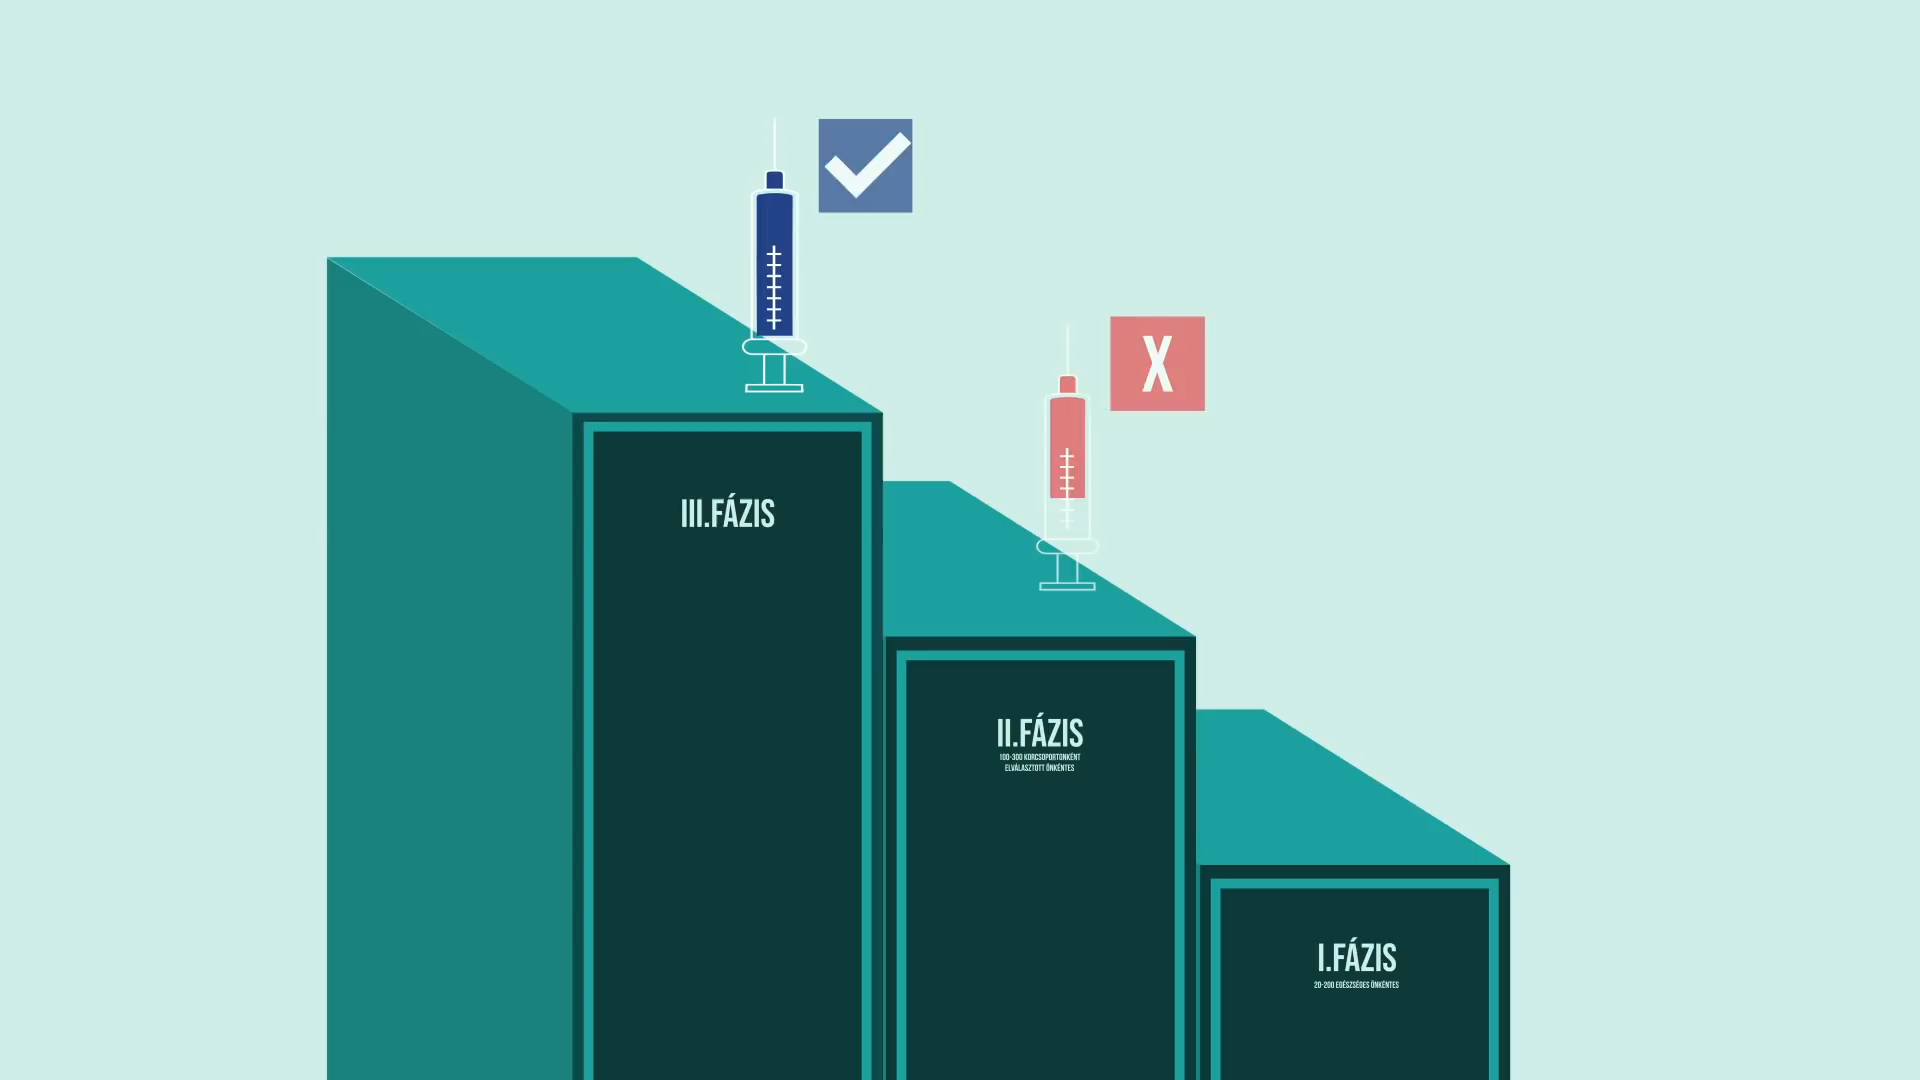 X
III.FÁZIS
II.FÁZIS
100-300 KORCSOPORTONKÉNT
ELVÁLASZTOTT ÖNKÉNTES
I.FÁZIS
20-200 EGÉSZSÉGES ÖNKÉNTES